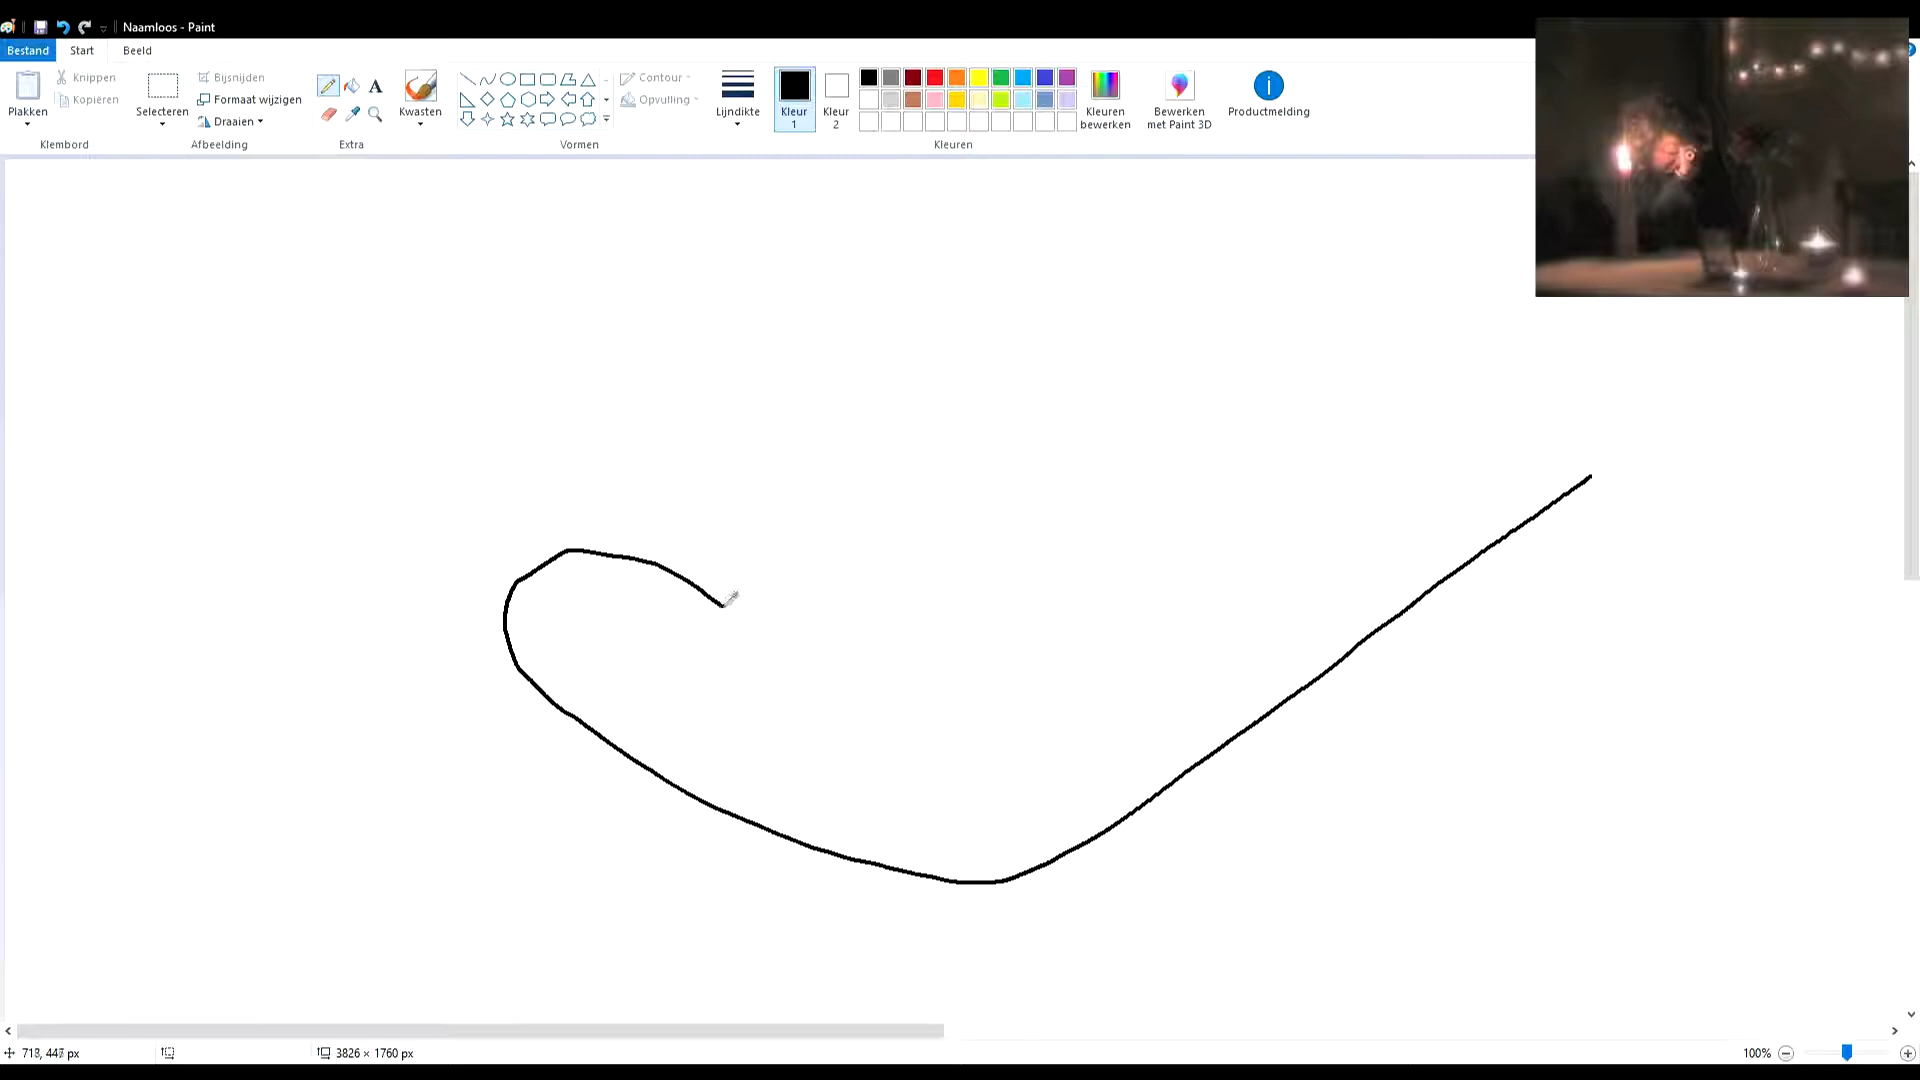 Naamloos - Paint
Bestand Start Beeld
Plakken
Knippen
Kopiëren
Klembord
Selecteren
Bijsnijden
Formaat wijzigen
Draaien
Afbeelding
A
Extra
Kwasten
Vormen
Contour
Opvulling
Lijndikte
Kleur
1
Kleur
2
Kleuren
Kleuren
bewerken
Bewerken
met Paint 3D
Productmelding
3826 × 1760 px
100%